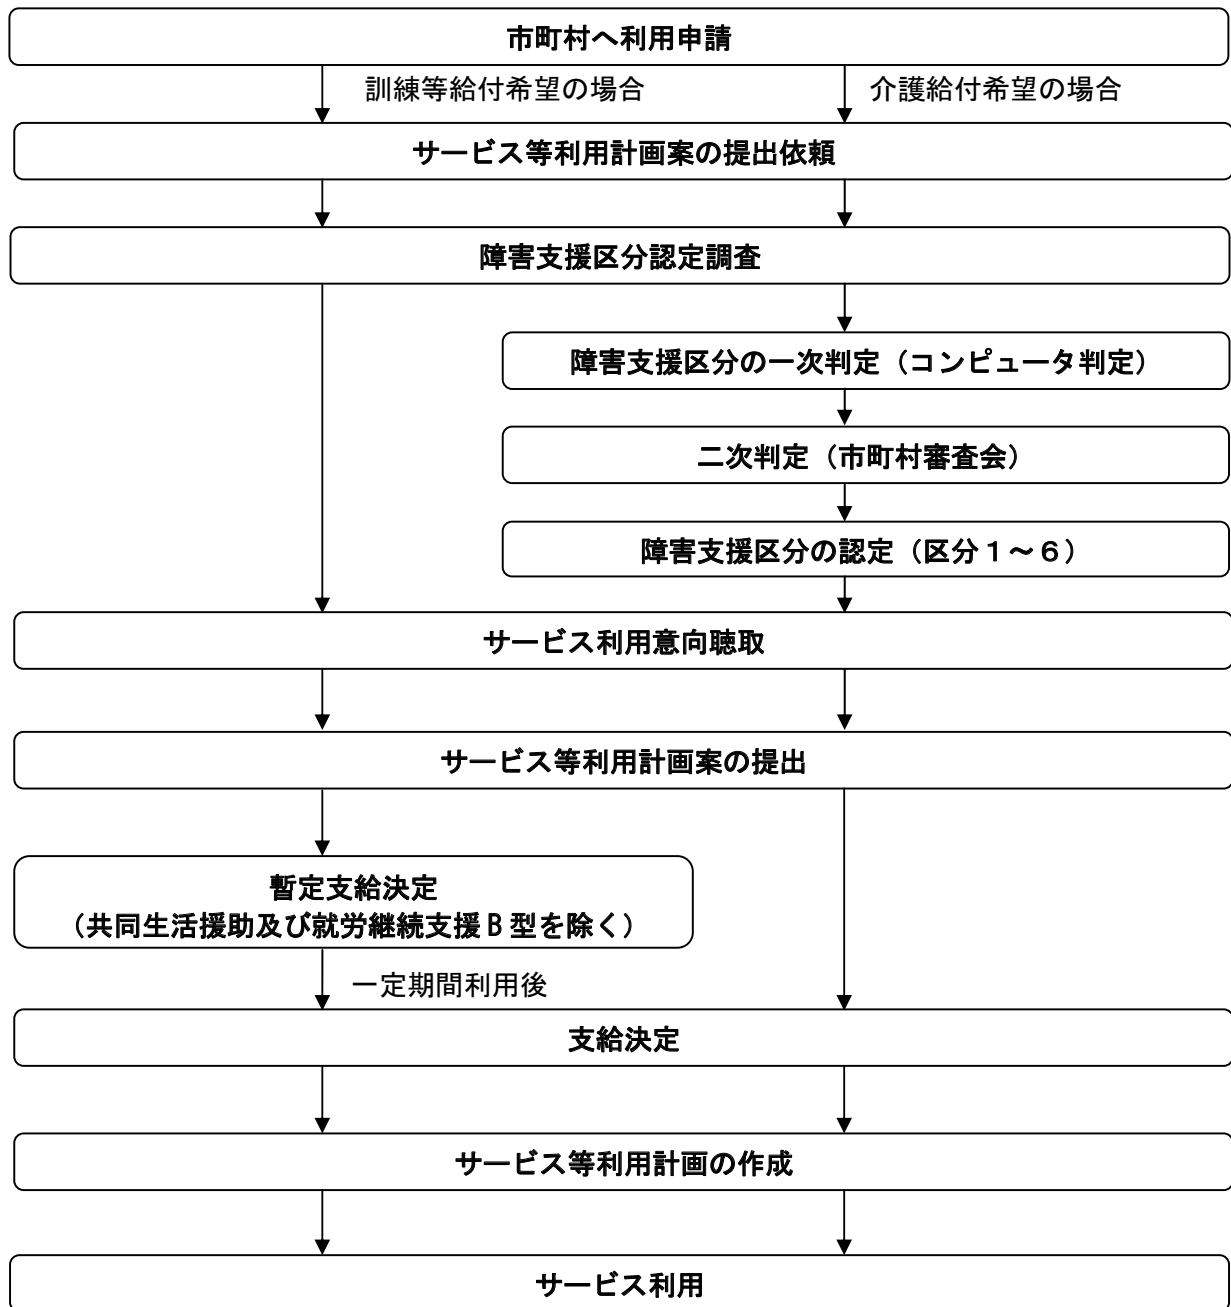 市町村へ利用申請
訓練等給付希望の場合
介護給付希望の場合
サービス等利用計画案の提出依頼
障害支援区分認定調査
障害支援区分の一次判定（コンピュータ判定）
二次判定（市町村審査会）
障害支援区分の認定（区分１～６）
サービス利用意向聴取
サービス等利用計画案の提出
暫定支給決定
（共同生活援助及び就労継続支援Ｂ型を除く）
一定期間利用後
支給決定
サービス等利用計画の作成
サービス利用